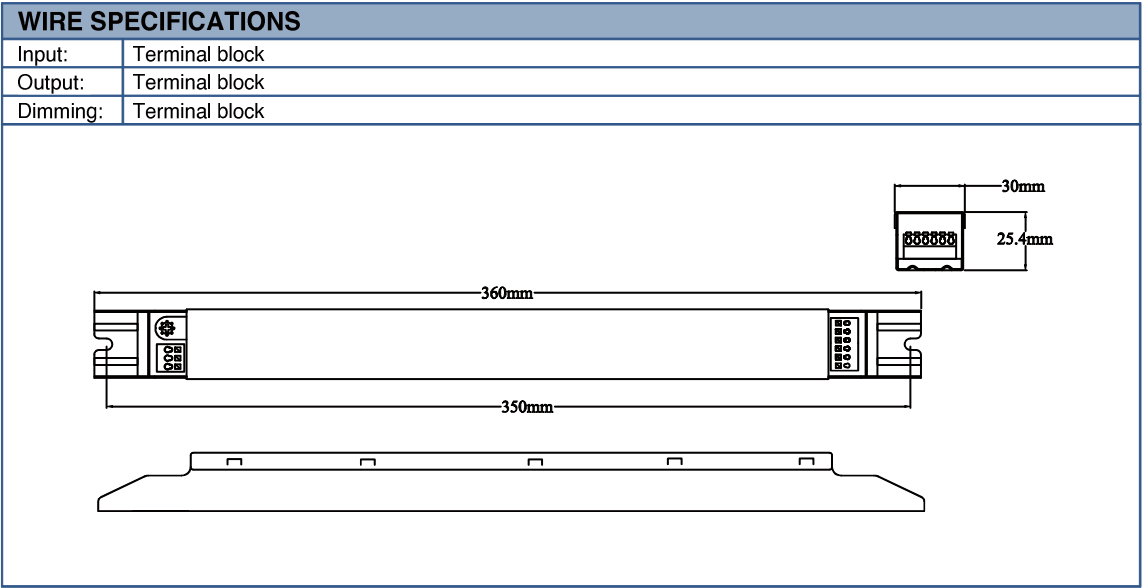 WIRE SPECIFICATIONS
Input: Terminal block
Output: Terminal block
Dimming: Terminal block
30mm
25.4mm
360mm
350mm